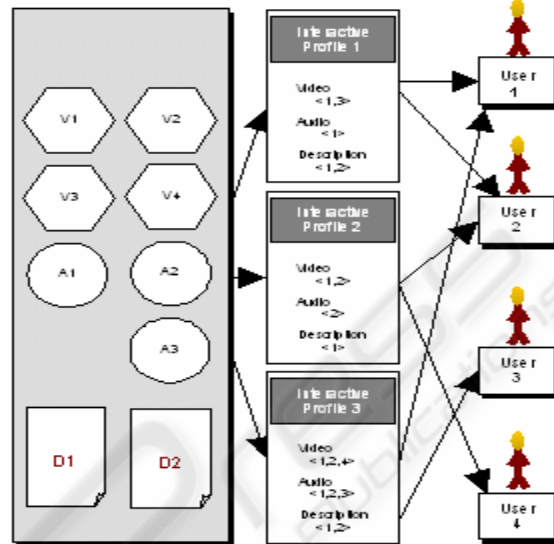 V1 V2
V3 V4
A1 A2
A3
D1 D2
Interactive
Profile 1
Video
<1,3>
Audio
<1>
Description
<1,2>
Interactive
Profile 2
Video
<1,2>
Audio
<2>
Description
<1>
Interactive
Profile 3
Video
<1,2,4>
Audio
<1,2,3>
Description
<1,2>
User
1
User
2
User
3
User
4